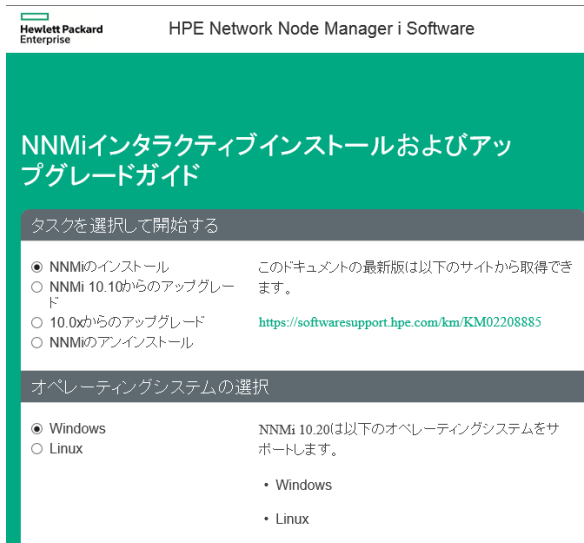 Hewlett Packard
Enterprise
HPE Network Node Manager i Software
NNMiインタラクティブインストールおよびアッ
プグレードガイド
タスクを選択して開始する
NNMiのインストール
NNMi 10.10からのアップグレー
ド
10.0xからのアップグレード
NNMiのアンインストール
このドキュメントの最新版は以下のサイトから取得でき
ます。
https://softwaresupport.hpe.com/km/KM02208885
オペレーティングシステムの選択
Windows
Linux
NNMi 10.20は以下のオペレーティングシステムをサ
ポートします。
• Windows
• Linux